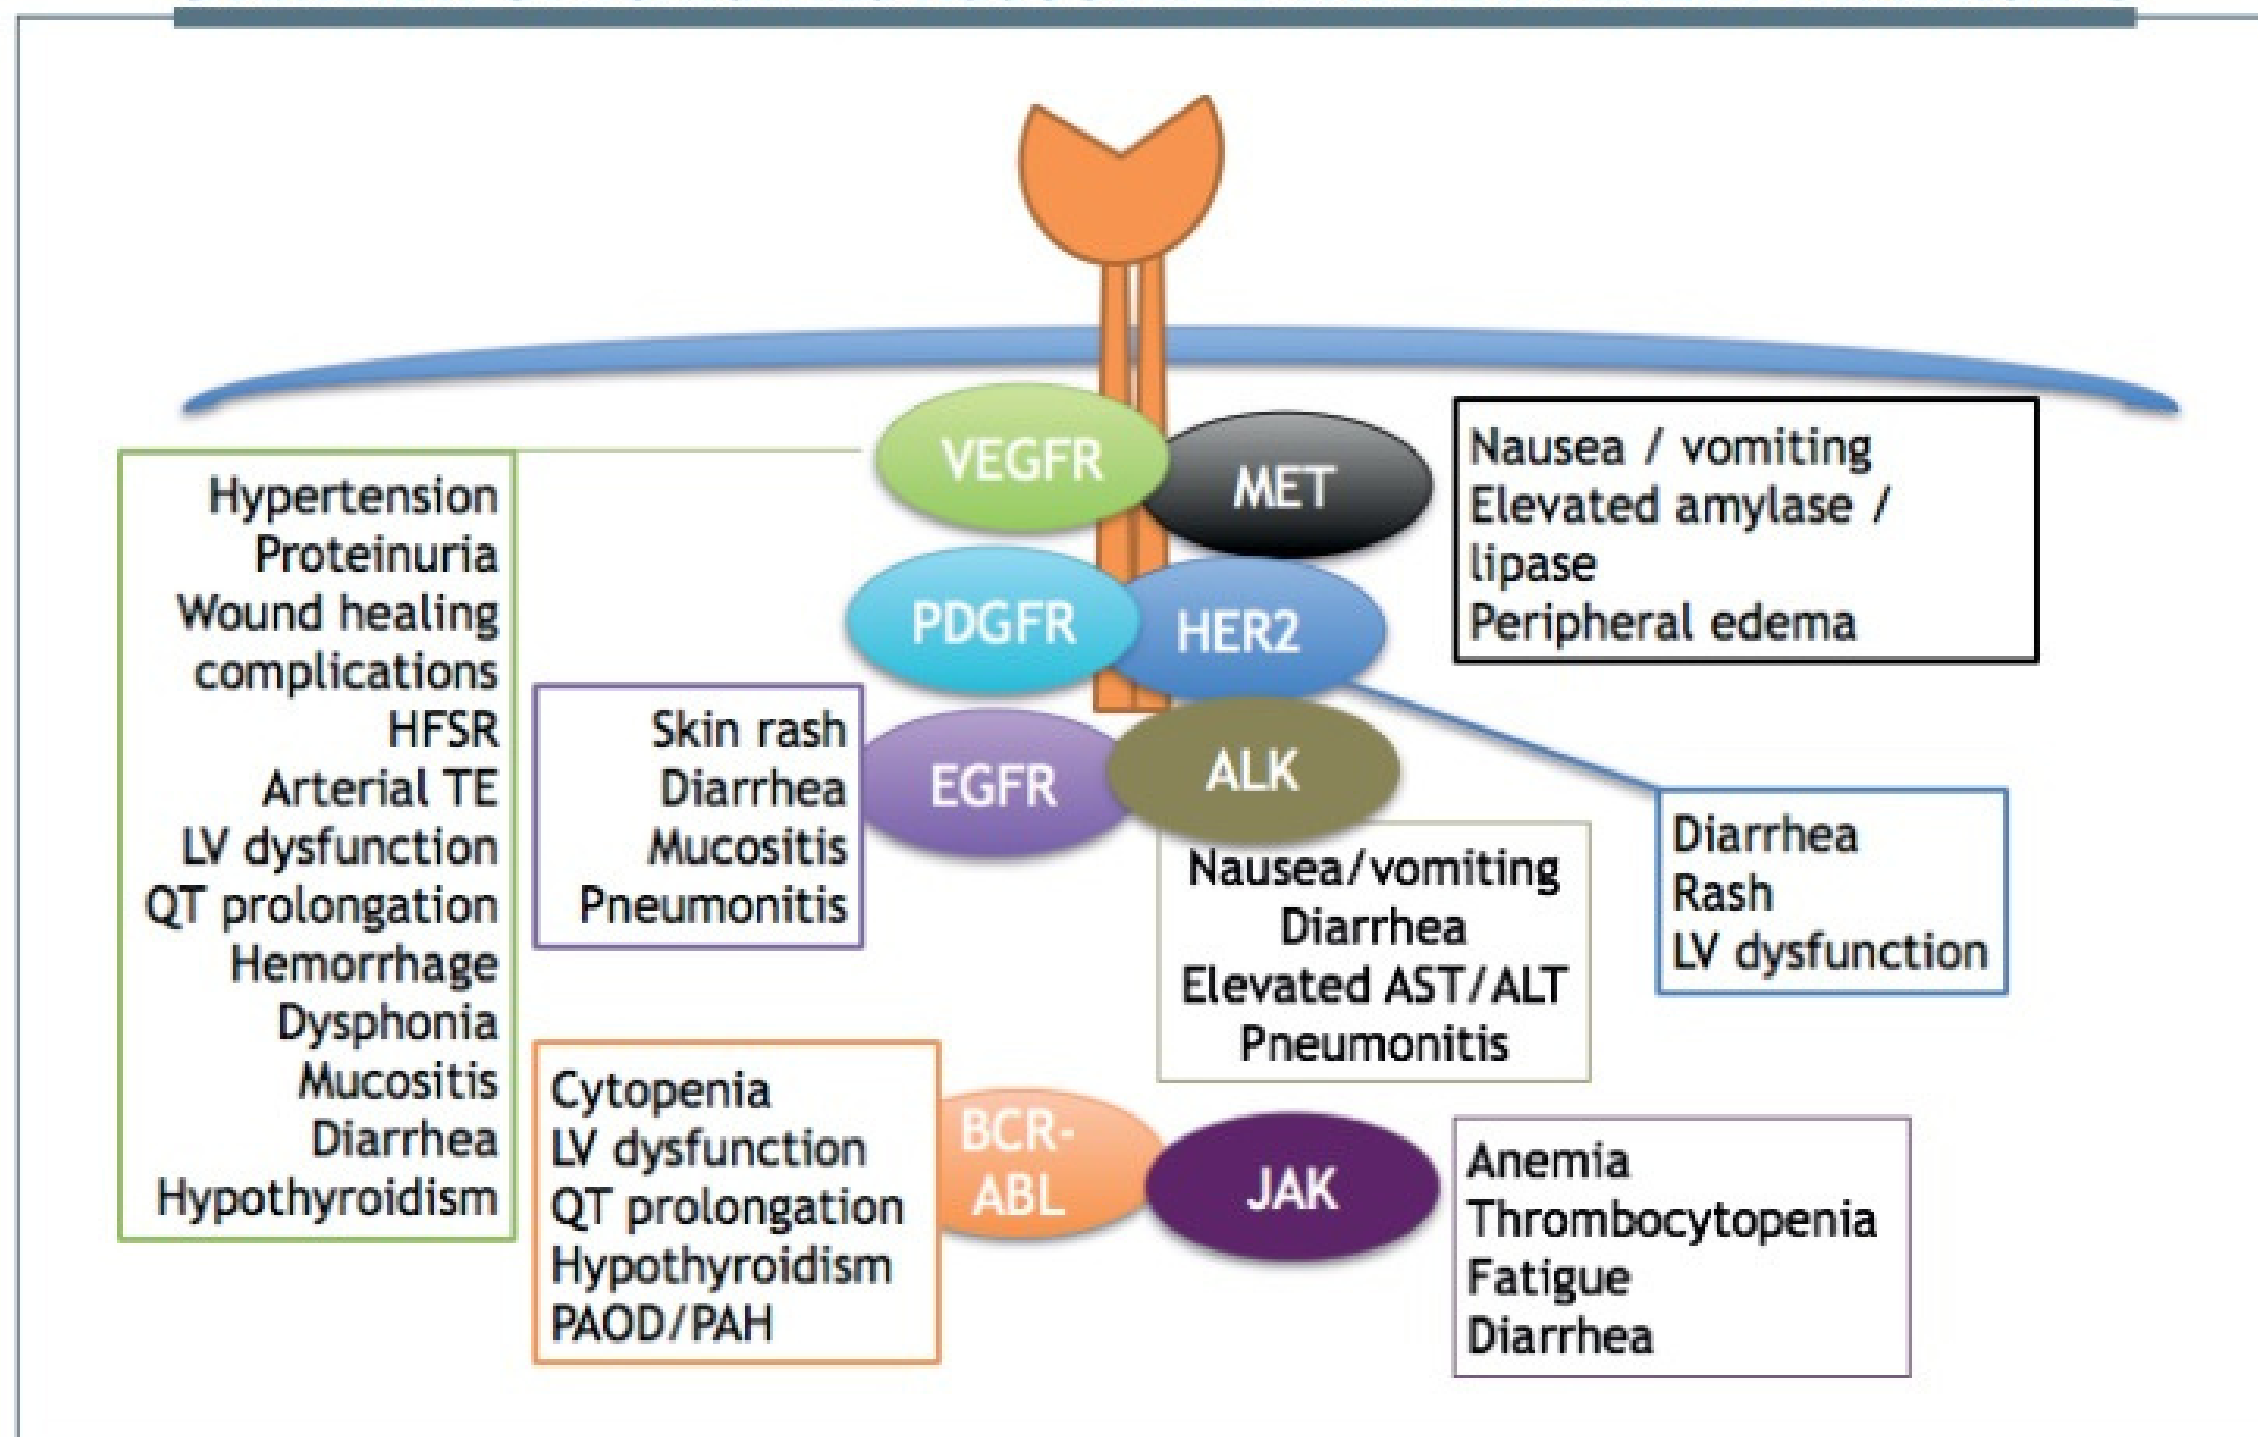 VEGFR
MET
PDGFR
HER2
EGFR
ALK
Hypertension
Proteinuria
Wound healing
complications
HFSR
Arterial TE
LV dysfunction
QT prolongation
Hemorrhage
Dysphonia
Mucositis
Diarrhea
Hypothyroidism
Nausea / vomiting
Elevated amylase /
lipase
Peripheral edema
Skin rash
Diarrhea
Mucositis
Pneumonitis
Nausea/vomiting
Diarrhea
Elevated AST/ALT
Pneumonitis
Diarrhea
Rash
LV dysfunction
Cytopenia
LV dysfunction
QT prolongation
Hypothyroidism
PAOD/PAH
BCR-
ABL
JAK
Anemia
Thrombocytopenia
Fatigue
Diarrhea